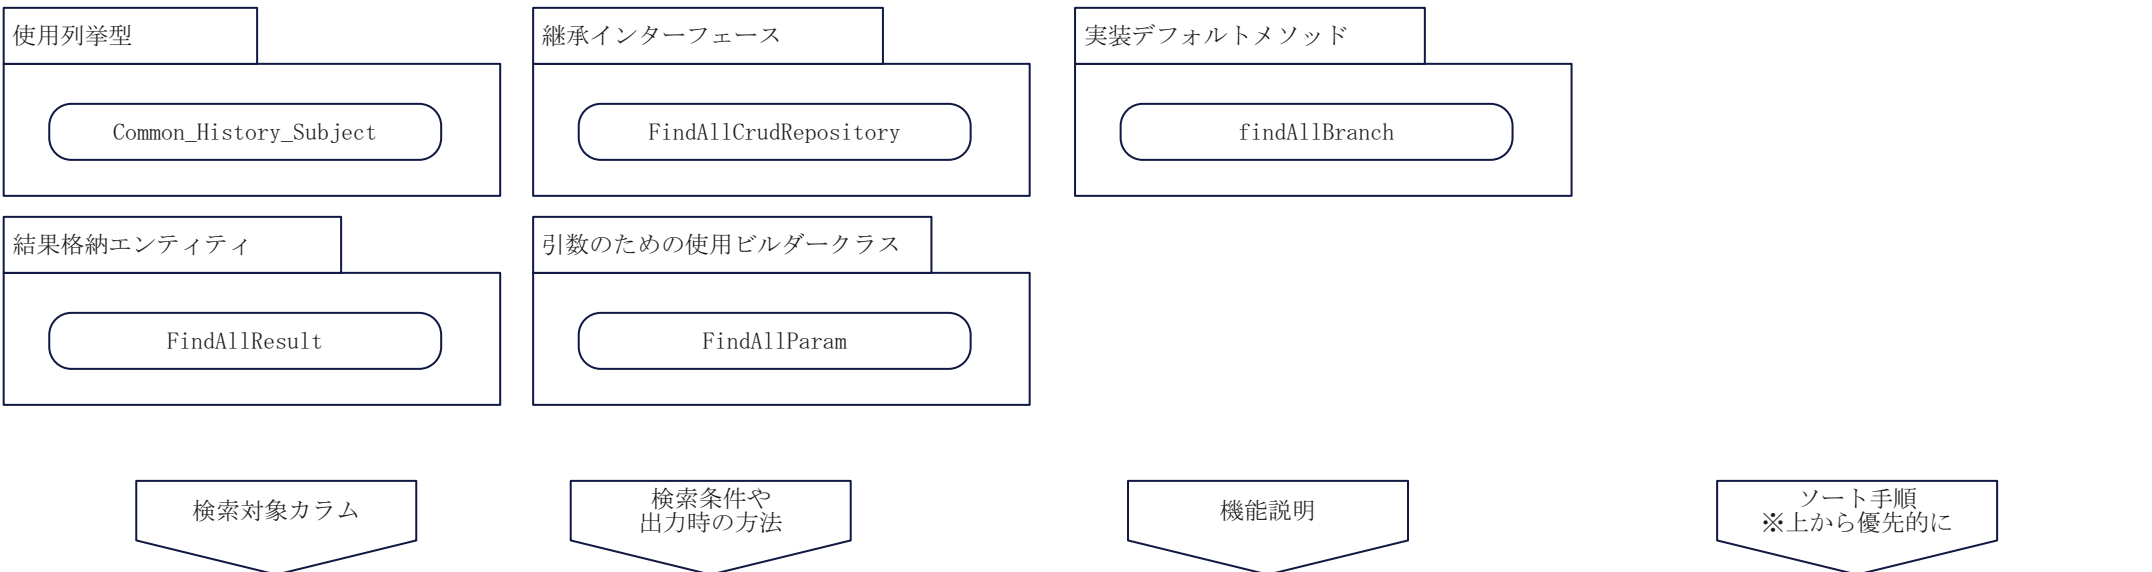 使用列挙型
継承インターフェース
実装デフォルトメソッド
Common_History_Subject
FindAllCrudRepository
findAllBranch
結果格納エンティティ
引数のための使用ビルダークラス
FindAllResult
FindAllParam
検索対象カラム
検索条件や
出力時の方法
機能説明
ソート手順
※上から優先的に